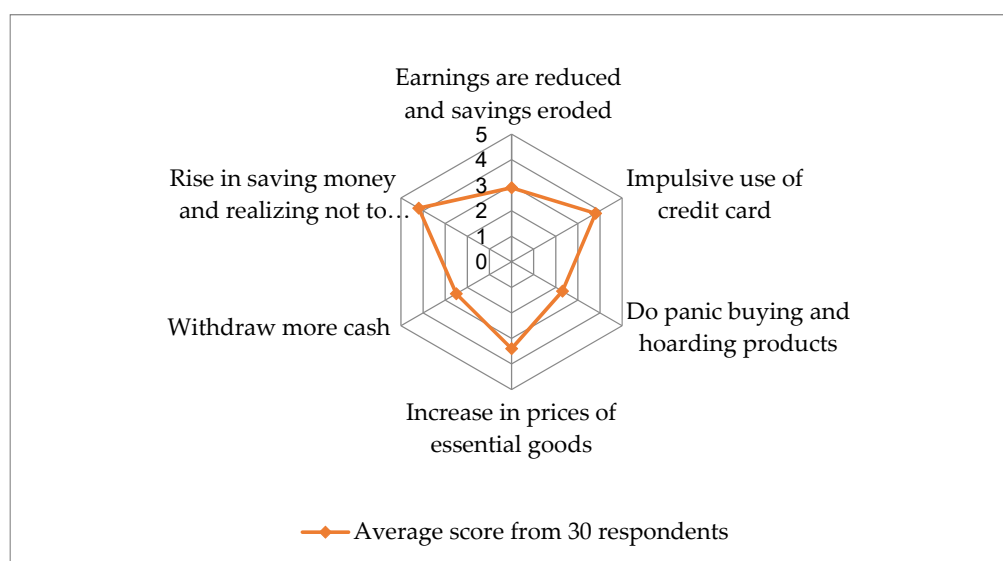 Earnings are reduced
and savings eroded
5
4
3
2
1
0
Impulsive use of
credit card
Do panic buying and
hoarding products
Increase in prices of
essential goods
Withdraw more cash
Rise in saving money
and realizing not to…
Average score from 30 respondents